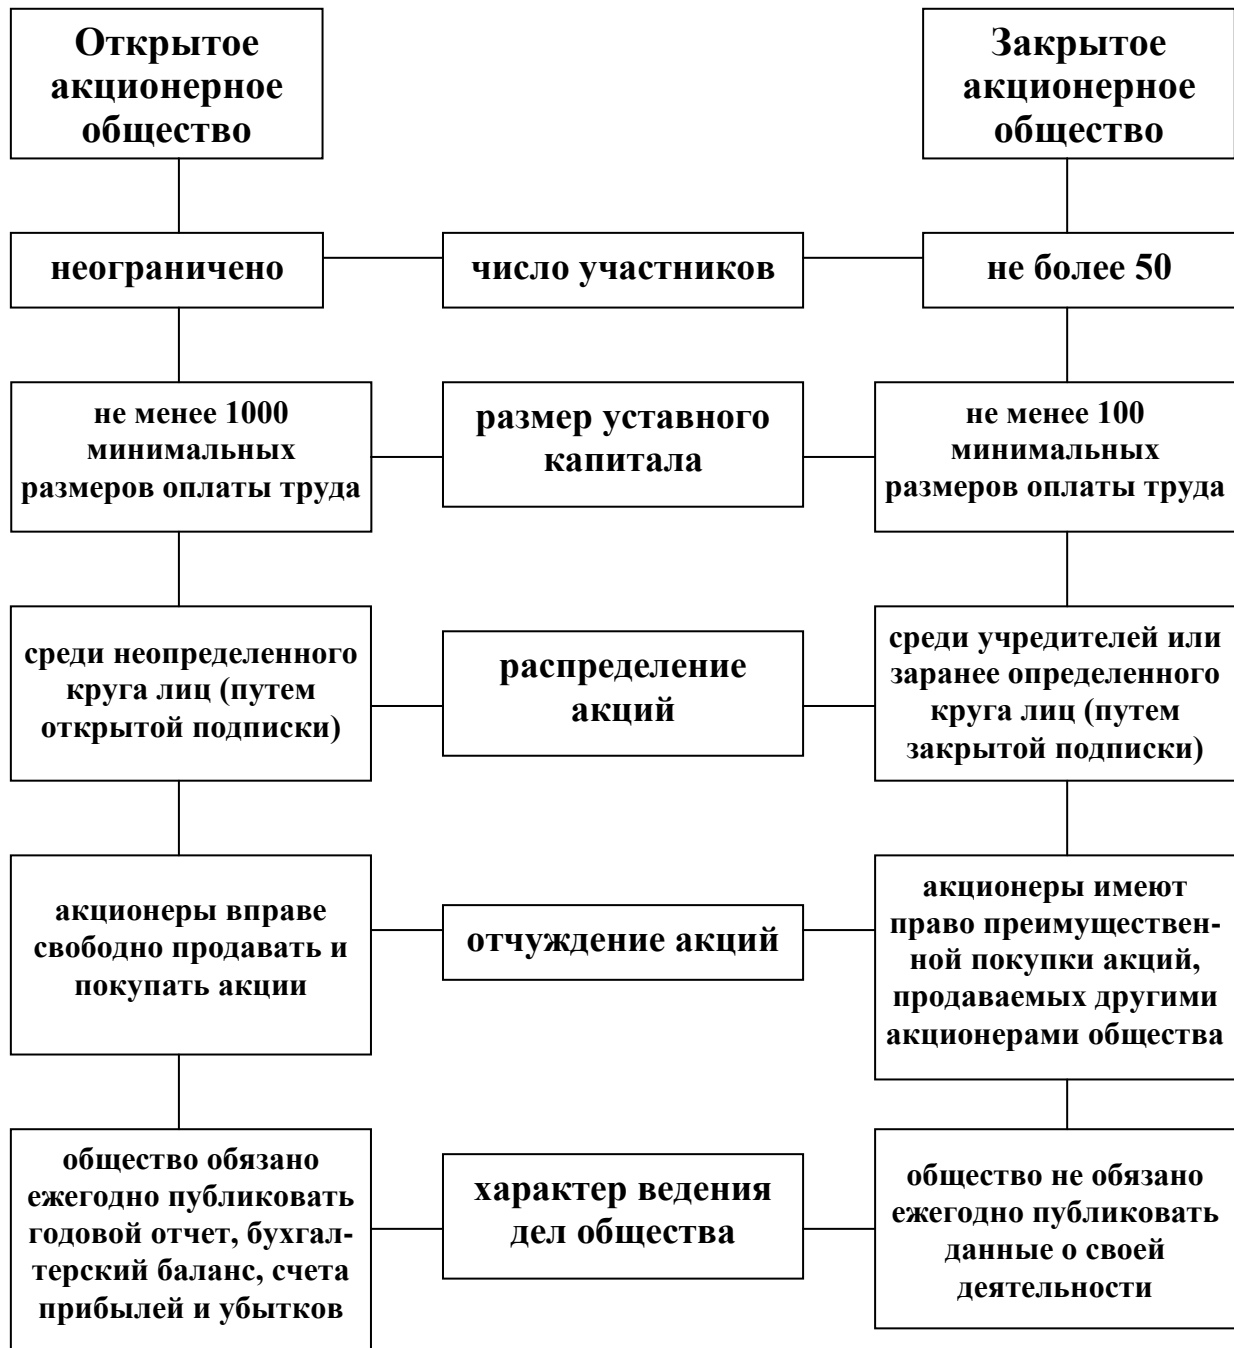 Открытое
акционерное
общество
Закрытое
акционерное
общество
неограничено
число участников
не более 50
не менее 1000
минимальных
размеров оплаты труда
размер уставного
капитала
не менее 100
минимальных
размеров оплаты труда
среди неопределенного
круга лиц (путем
открытой подписки)
распределение
акций
среди учредителей или
заранее определенного
круга лиц (путем
закрытой подписки)
акционеры вправе
свободно продавать и
покупать акции
отчуждение акций
акционеры имеют
право преимуществен-
ной покупки акций,
продаваемых другими
акционерами общества
общество обязано
ежегодно публиковать
годовой отчет, бухгал-
терский баланс, счета
прибылей и убытков
характер ведения
дел общества
общество не обязано
ежегодно публиковать
данные о своей
деятельности